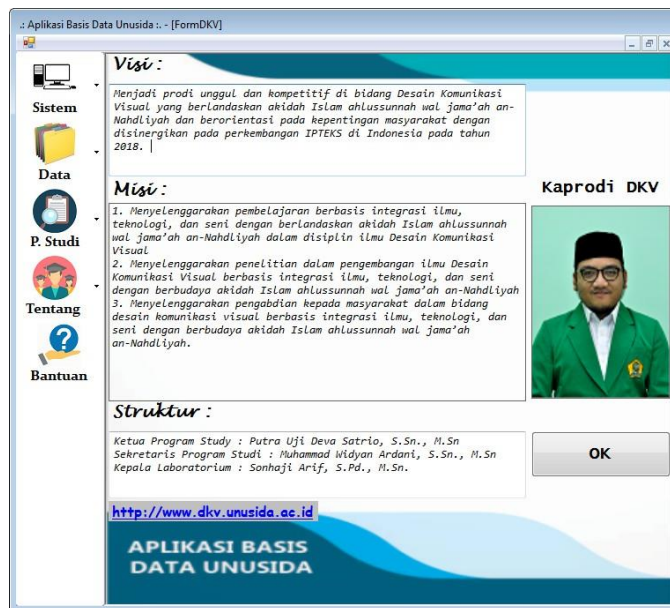 .: Aplikasi Basis Data Unusida :. - [FormDKV]
Sistem
Data
P. Studi
Tentang
Bantuan
Visi :
Menjadi prodi unggul dan kompetitif di bidang Desain Komunikasi
Visual yang berlandaskan akidah Islam ahlussunnah wal jama'ah an-
Nahdliyah dan berorientasi pada kepentingan masyarakat dengan
disinergikan pada perkembangan IPTEKS di Indonesia pada tahun
2018.
Misi :
1. Menyelenggarakan pembelajaran berbasis integrasi ilmu,
teknologi, dan seni dengan berlandaskan akidah Islam ahlussunnah
wal jama'ah an-Nahdliyah dalam disiplin ilmu Desain Komunikasi
Visual
2. Menyelenggarakan penelitian dalam pengembangan ilmu Desain
Komunikasi Visual berbasis integrasi ilmu, teknologi, dan seni
dengan berbudaya akidah Islam ahlussunnah wal jama'ah an-Nahdliyah
3. Menyelenggarakan pengabdian kepada masyarakat dalam bidang
desain komunikasi visual berbasis integrasi ilmu, teknologi, dan
seni dengan berbudaya akidah Islam ahlussunnah wal jama'ah
an-Nahdliyah.
Kaprodi DKV
Struktur :
Ketua Program Study : Putra Uji Deva Satrio, S.Sn., M.Sn
Sekretaris Program Studi : Muhammad Widyan Ardani, S.Sn., M.Sn
Kepala Laboratorium : Sonhaji Arif, S.Pd., M.Sn.
OK
http://www.dkv.unusida.ac.id
APLIKASI BASIS
DATA UNUSIDA